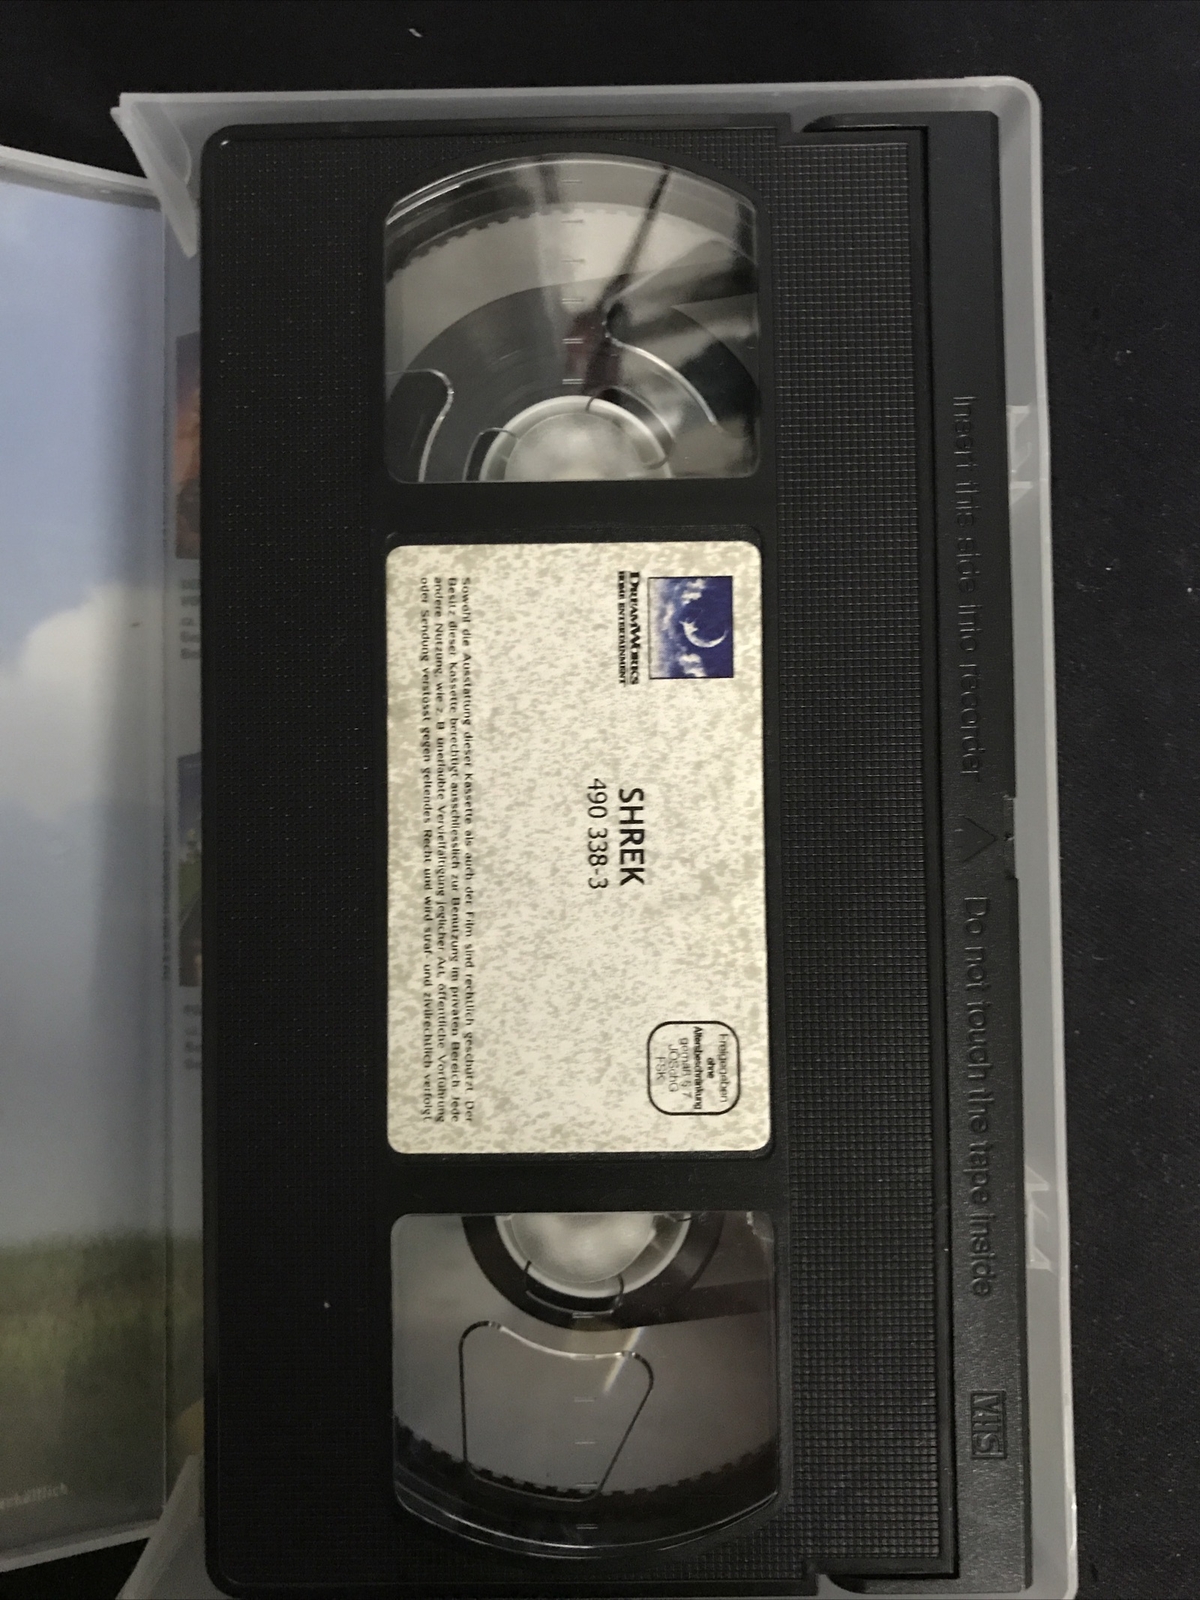 Insert this side into recorder △ Do not touch the tape inside
VHS
DREAMWORKS
HOME ENTERTAINMENT
SHREK
490 338-3
Freigegeben
ohne
Altersbeschränkung
gemäß § 7
JÖSchG
FSK
Sowohl die Ausstattung dieser Kassette als auch der Film sind rechtlich geschützt. Der
Besitz dieser Kassette berechtigt ausschliesslich zur Benutzung im privaten Bereich. Jede
andere Nutzung, wie z. B. unerlaubte Vervielfältigung jeglicher Art, öffentliche Vorführung
oder Sendung verstösst gegen geltendes Recht und wird straf- und zivilrechtlich verfolgt.